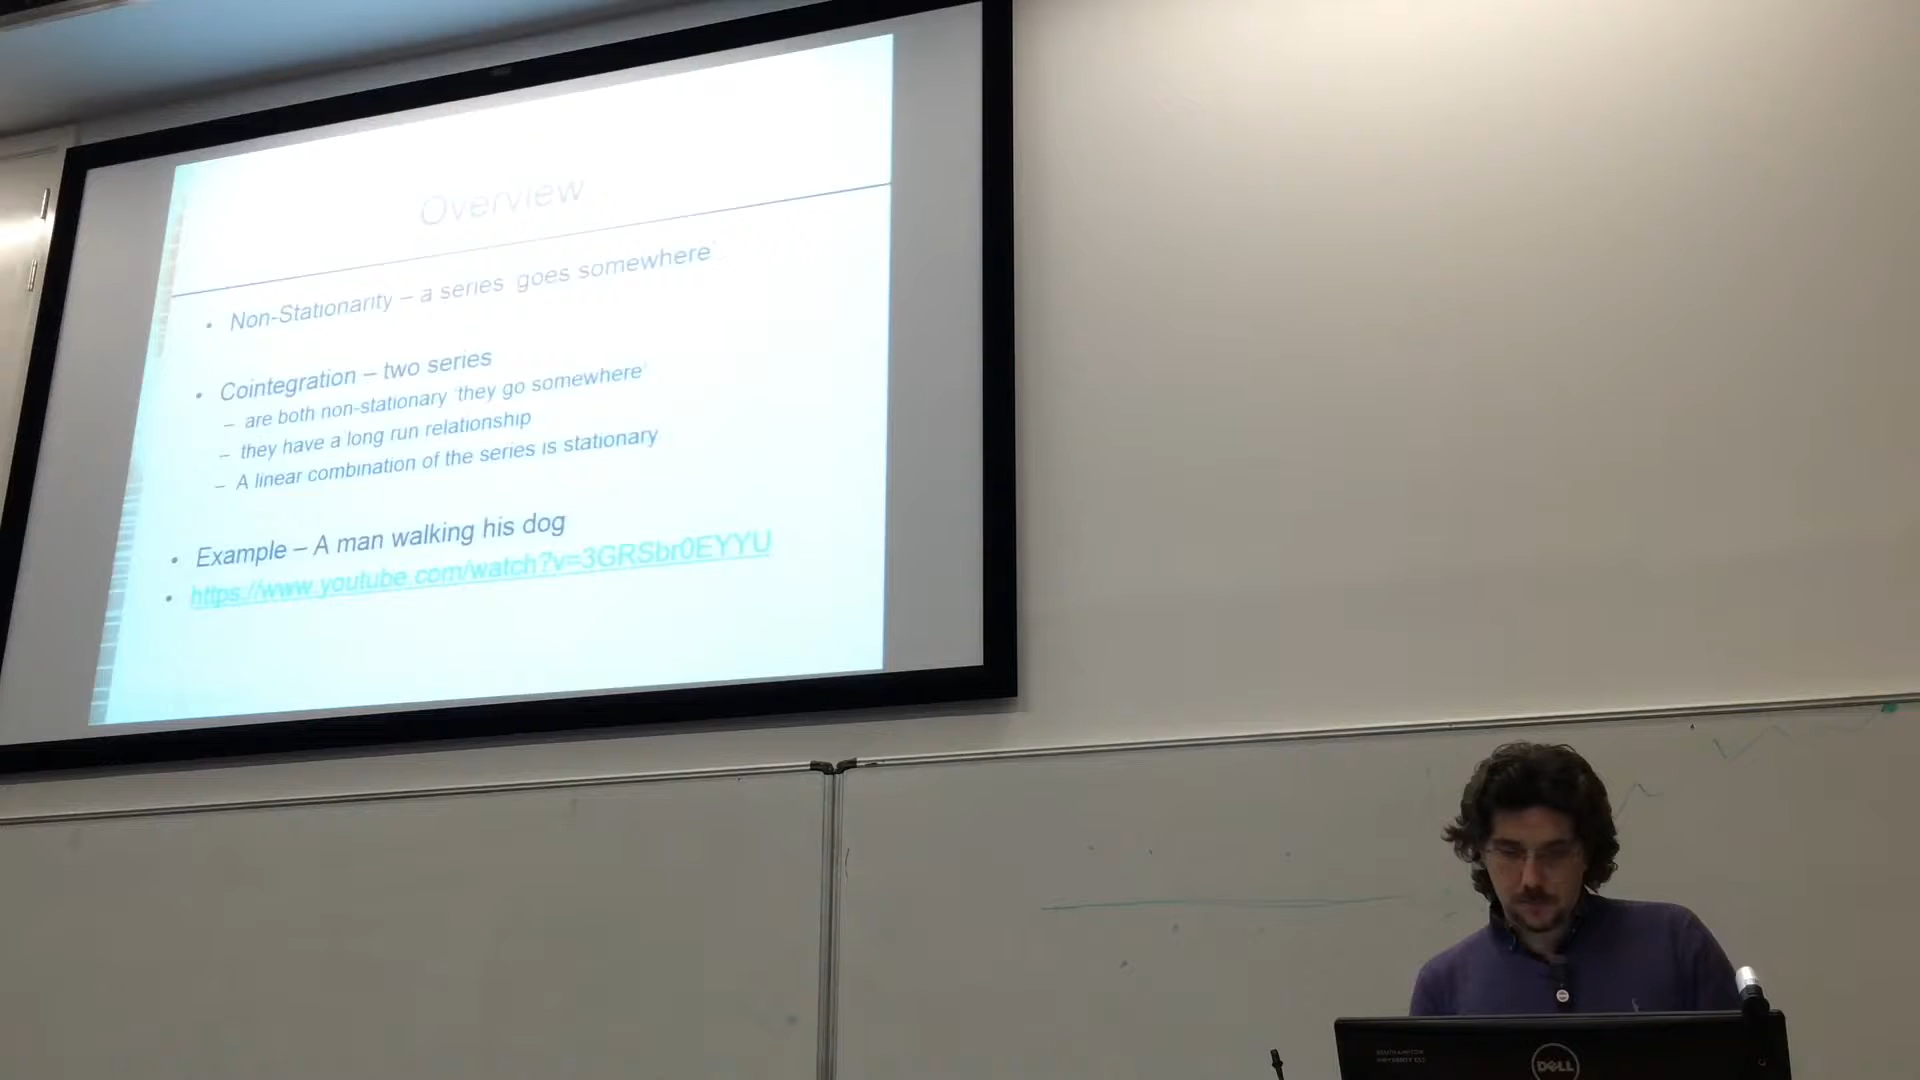 Overview
• Non-Stationarity – a series 'goes somewhere'
• Cointegration – two series
– are both non-stationary 'they go somewhere'
– they have a long run relationship
– A linear combination of the series is stationary
• Example – A man walking his dog
• https://www.youtube.com/watch?v=3GRSbr0EYYU
DELL